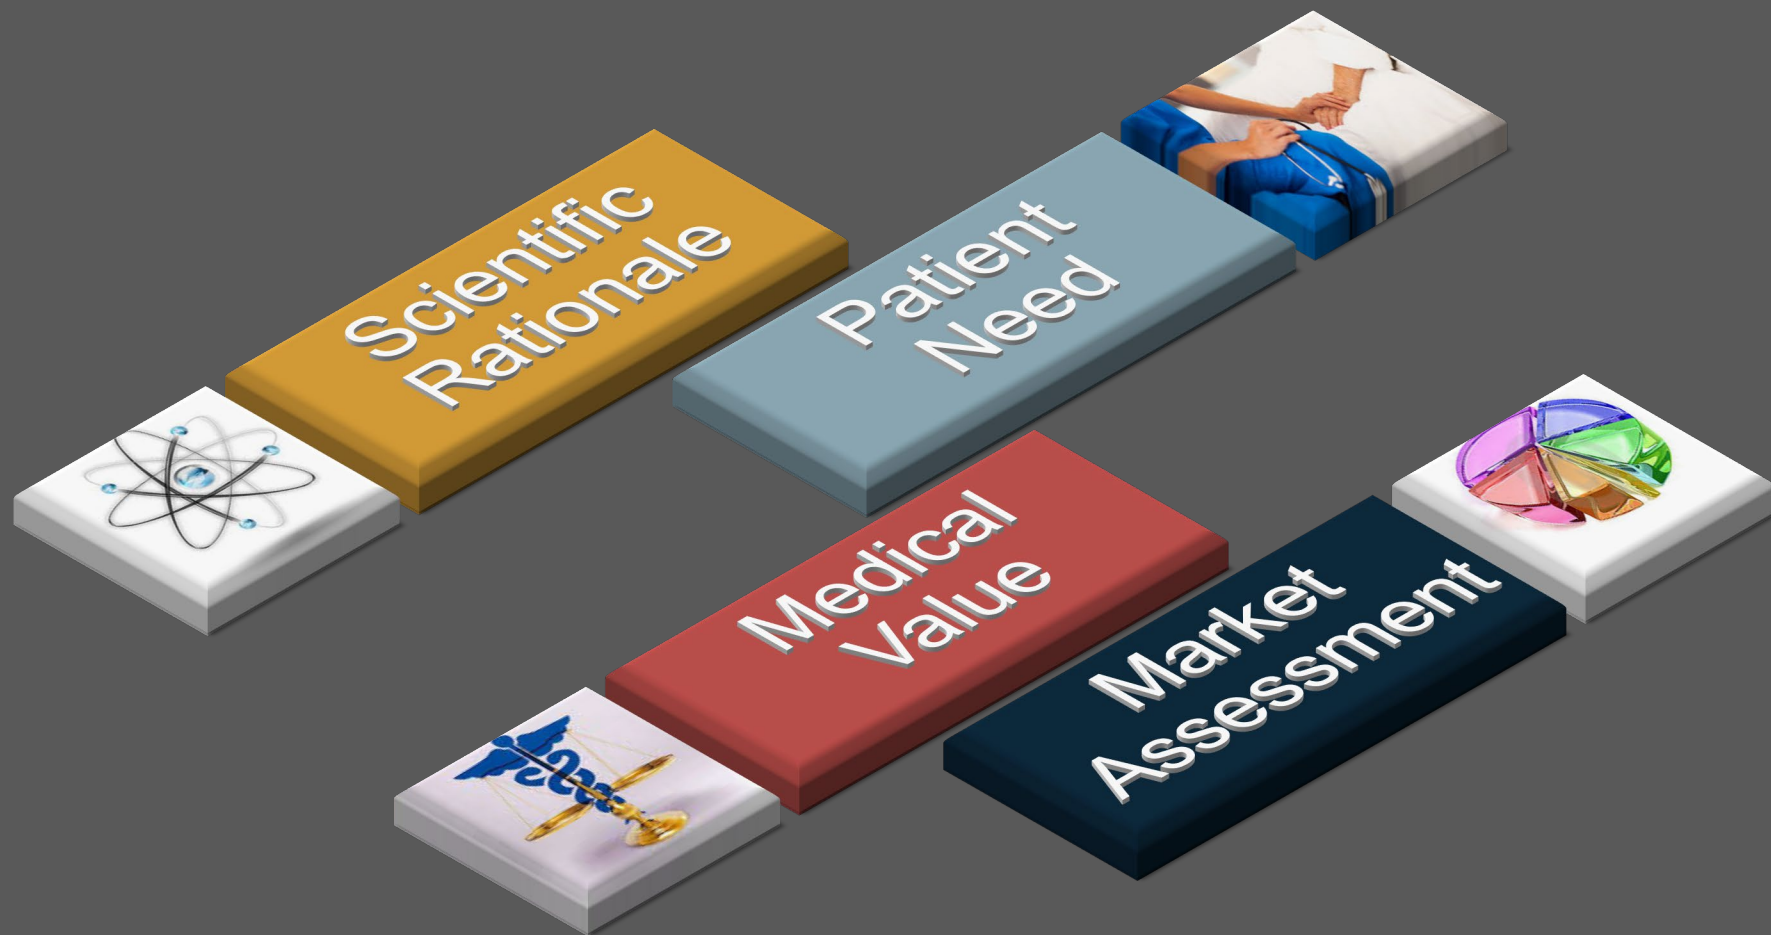 Scientific
Rationale
Patient
Need
Medical
Value
Market
Assessment